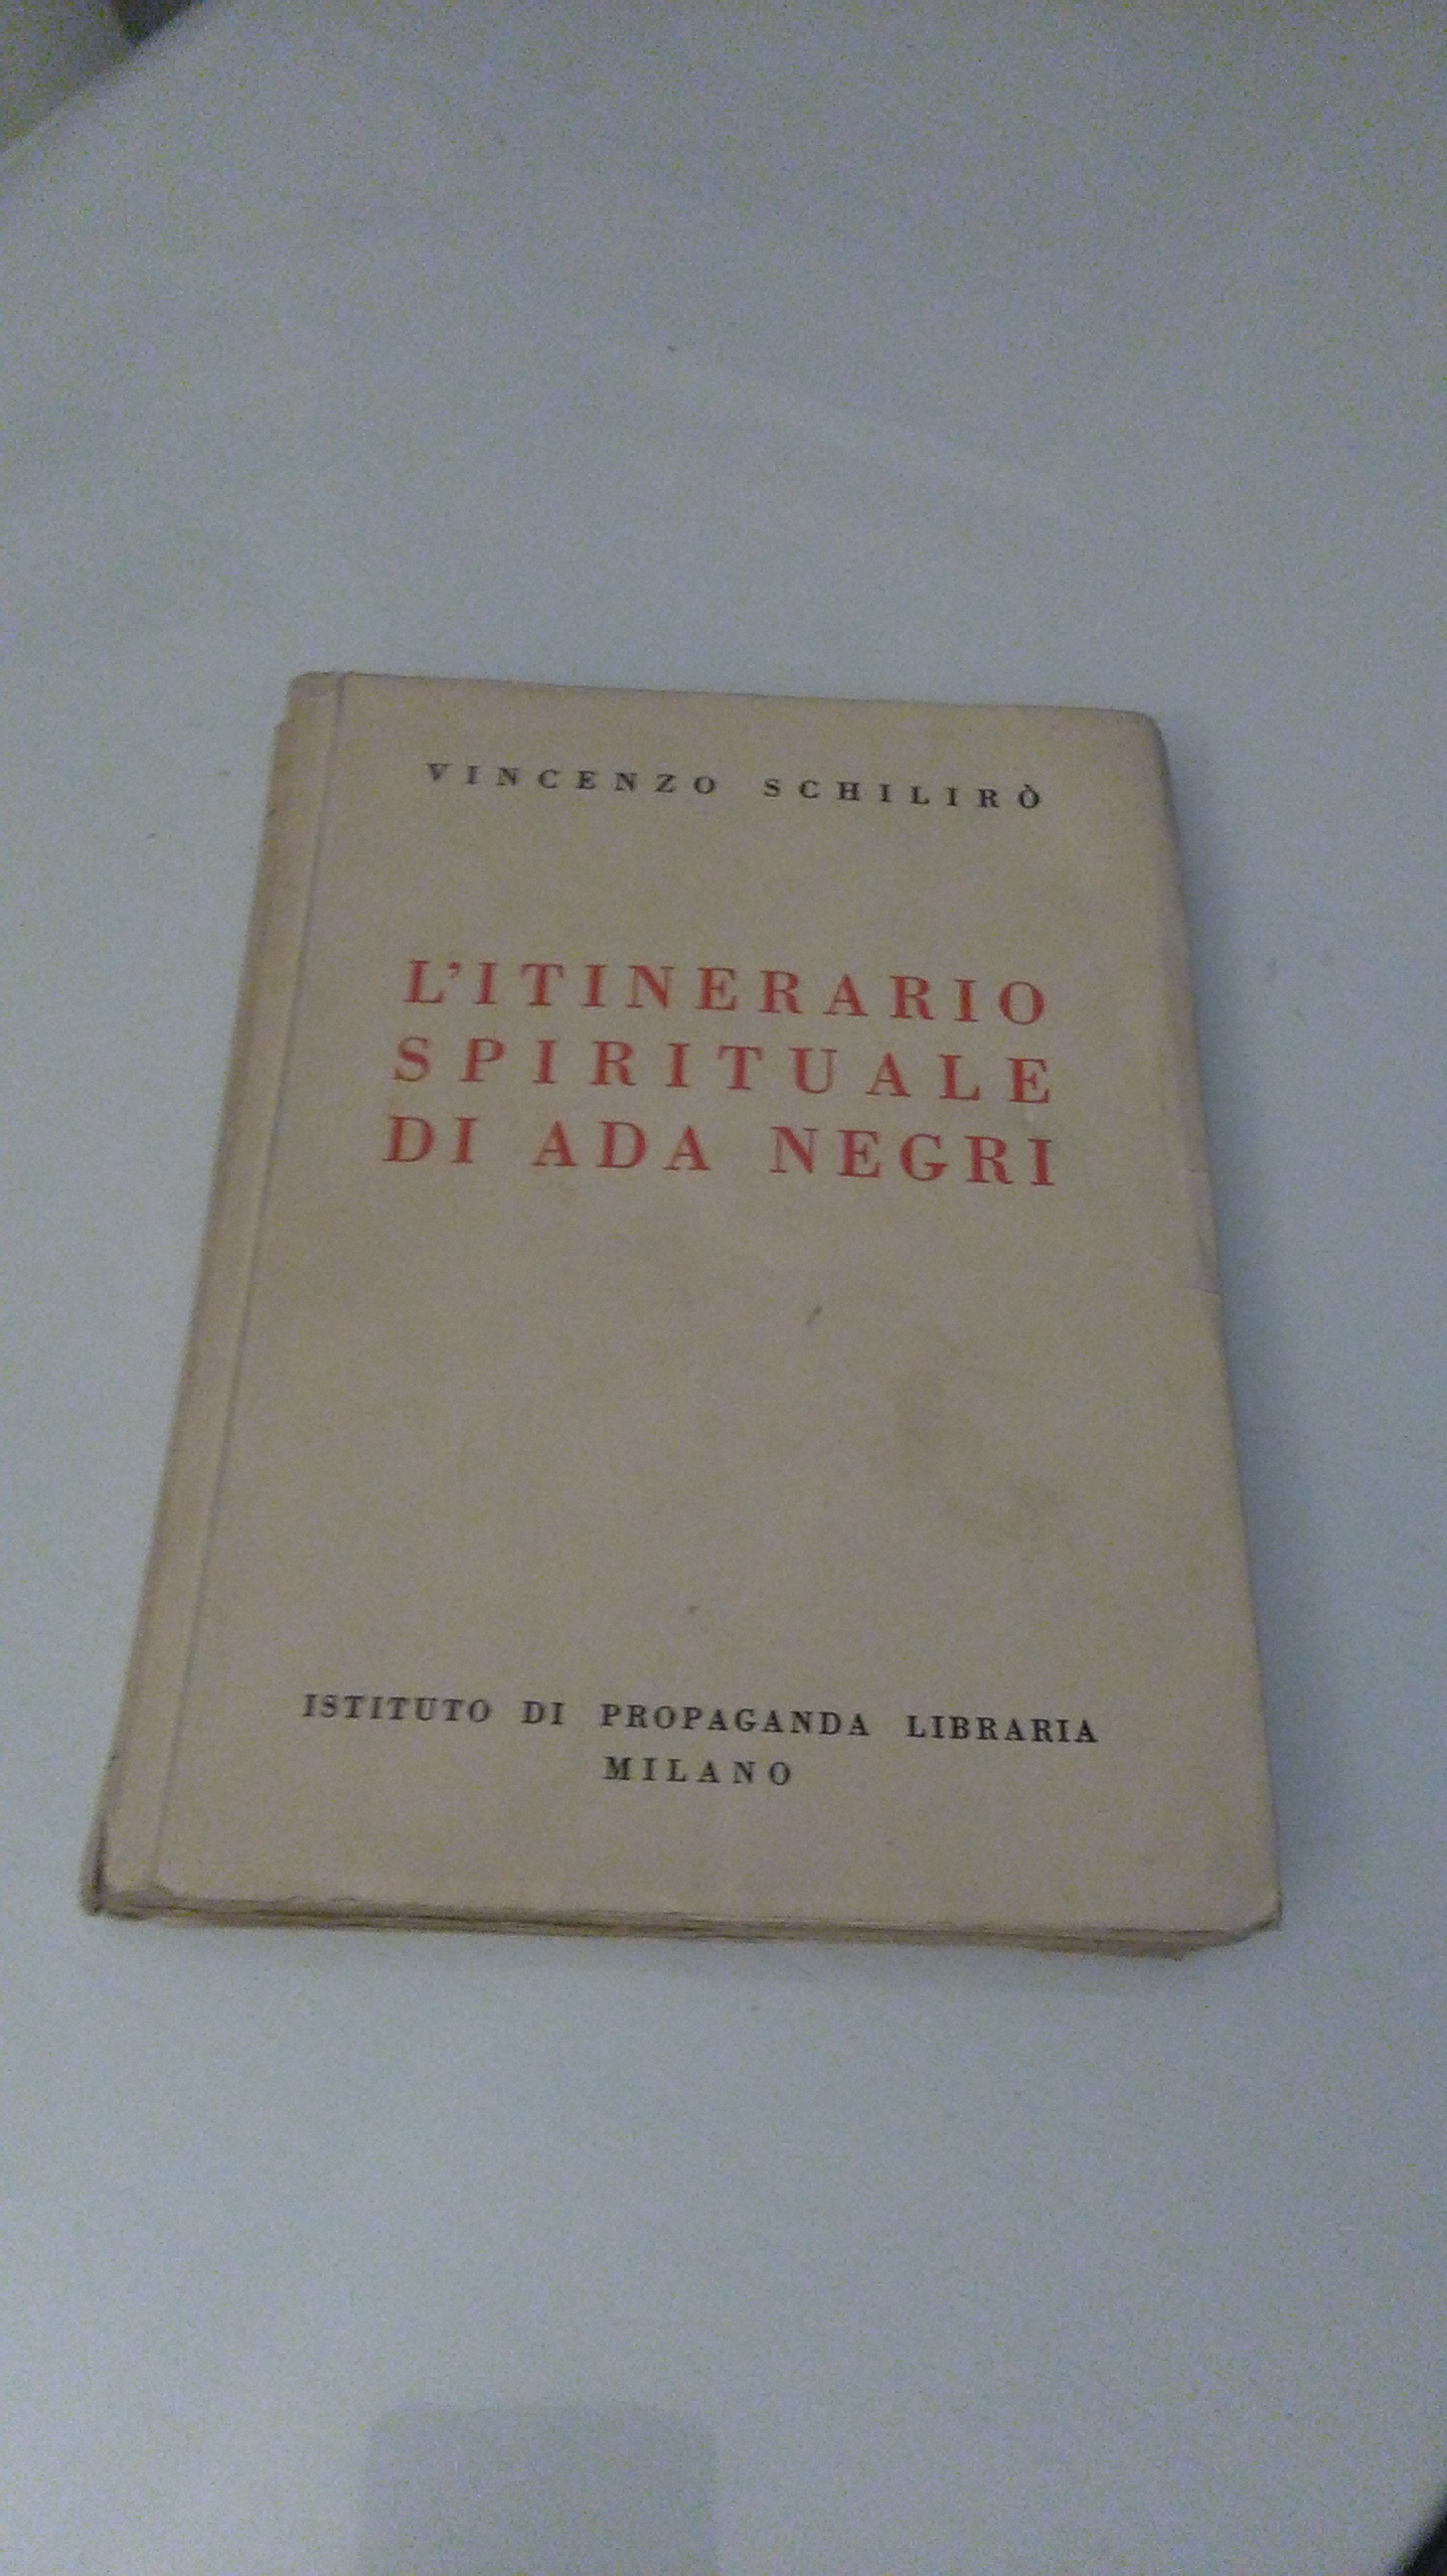 VINCENZO SCHILIRÒ
L'ITINERARIO
SPIRITUALE
DI ADA NEGRI
ISTITUTO DI PROPAGANDA LIBRARIA
MILANO